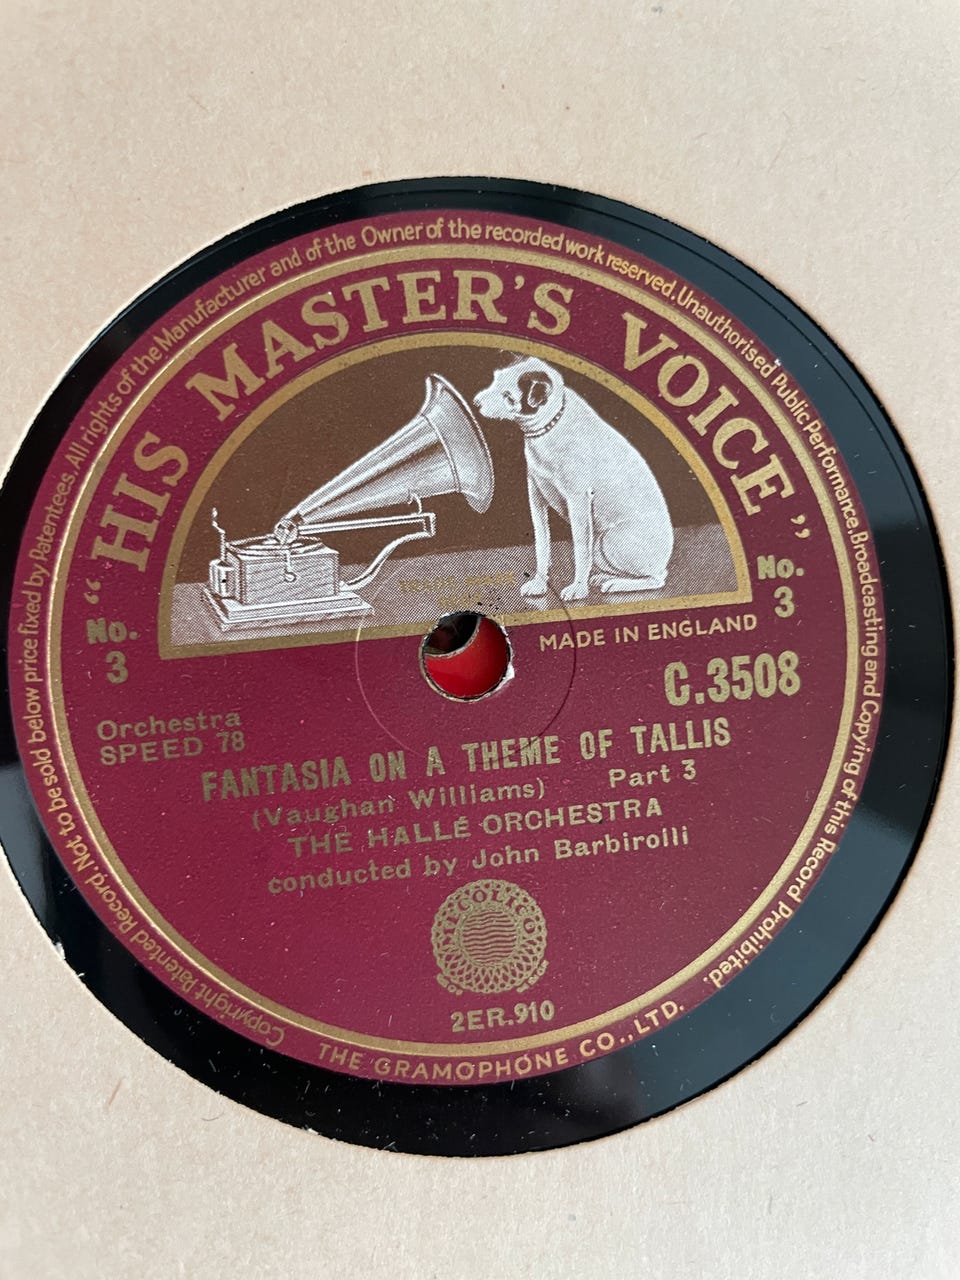 Copyright Patented Record. Not to be sold below price fixed by Patentees. All rights of the Manufacturer and of the Owner of the recorded work reserved. Unauthorised Public Performance. Broadcasting and Copying of this Record Prohibited.
“HIS MASTER'S VOICE”
No.
3
No.
3
MADE IN ENGLAND
C.3508
Orchestra
SPEED 78
FANTASIA ON A THEME OF TALLIS
(Vaughan Williams) Part 3
THE HALLÉ ORCHESTRA
conducted by John Barbirolli
2ER.910
THE GRAMOPHONE CO., LTD.